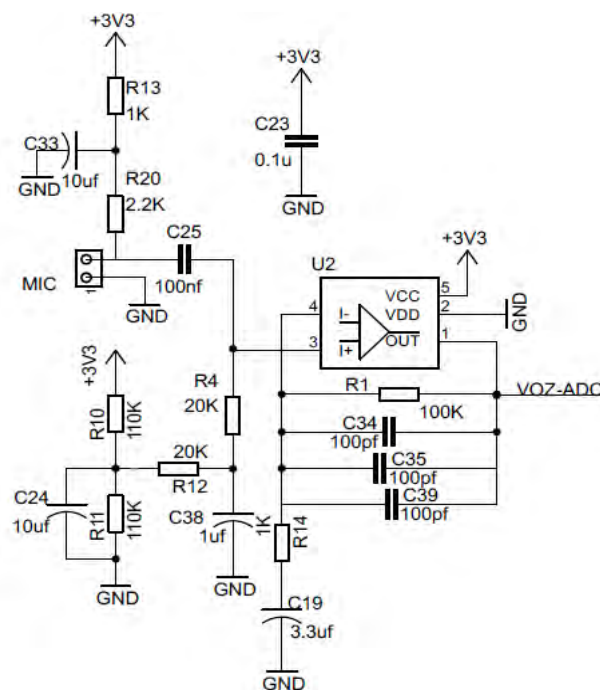 +3V3
R13
1K
C33
10uf
GND
R20
2.2K
+3V3
C23
0.1u
GND
C25
100nf
MIC
1
GND
U2
+3V3
4
I-
3
I+
VCC
5
VDD
2
OUT
1
GND
R1
100K
VOZ-ADC
C34
100pf
C35
100pf
C39
100pf
+3V3
R10
110K
R4
20K
20K
R12
C24
10uf
R11
110K
GND
C38
1uf
GND
1K
R14
C19
3.3uf
GND